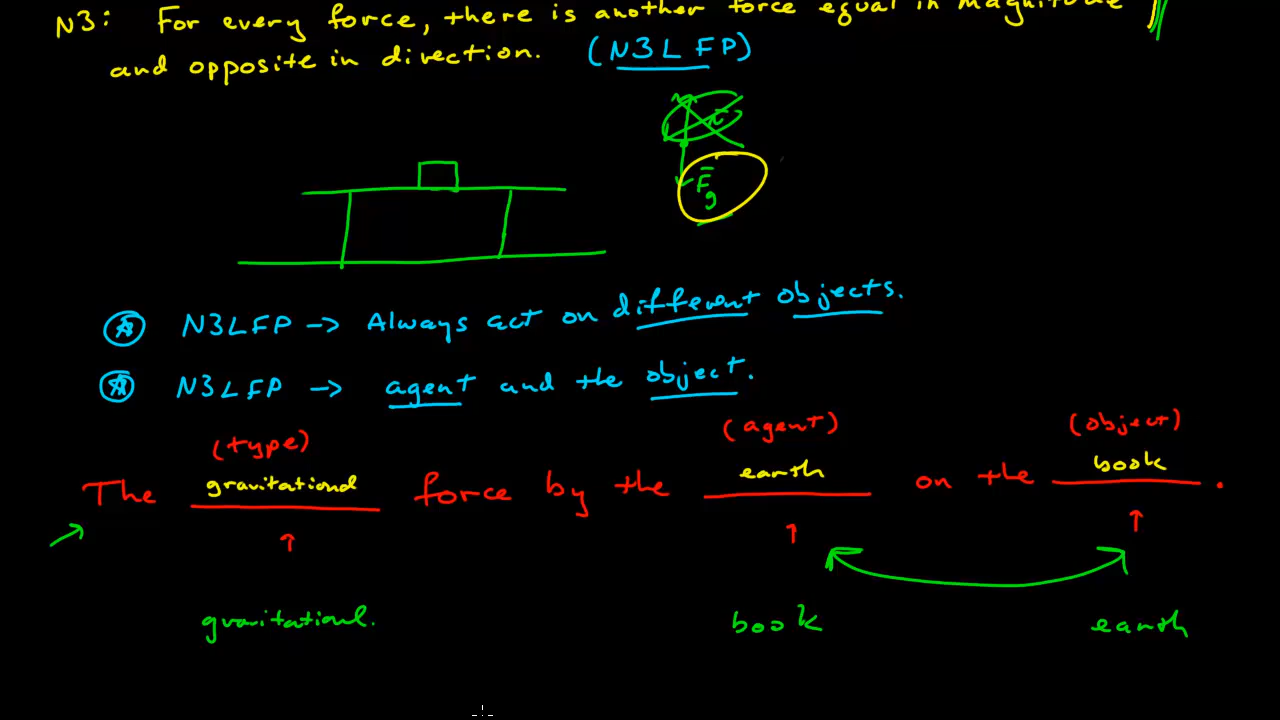 N3: For every force, there is another force equal in magnitude
and opposite in direction. (N3LFP)
F̄g
N3LFP → Always act on different objects.
N3LFP → agent and the object.
(type) (agent) (object)
The gravitational force by the earth on the book.
gravitationl. book earth